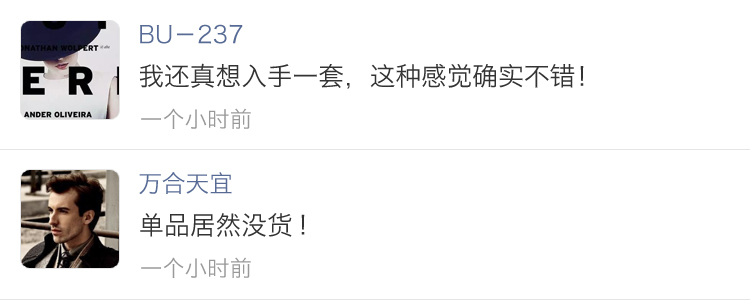 BU－237
JONATHAN WOLPERT
ER
ANDER OLIVEIRA
我还真想入手一套，这种感觉确实不错！
一个小时前
万合天宜
单品居然没货！
一个小时前